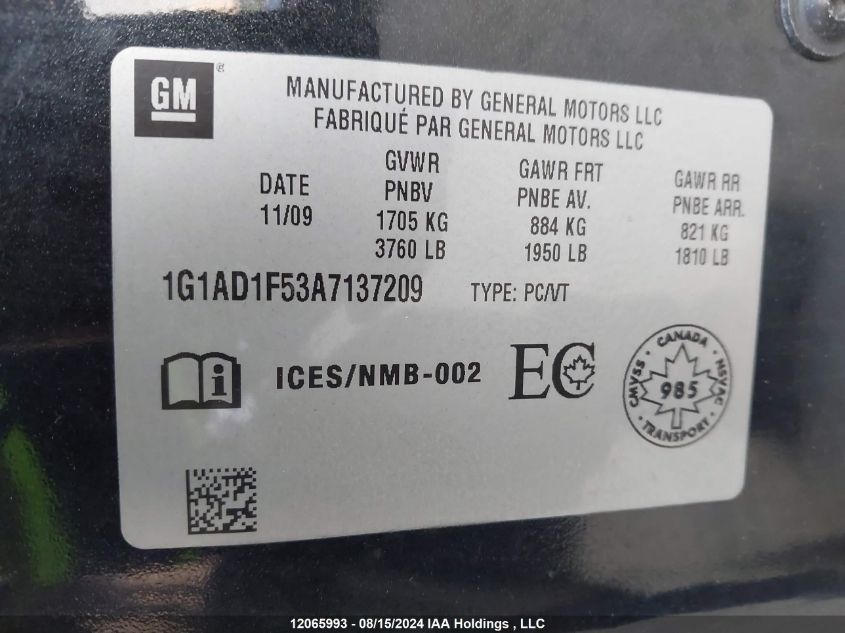 GM
MANUFACTURED BY GENERAL MOTORS LLC
FABRIQUÉ PAR GENERAL MOTORS LLC
DATE
11/09
GVWR
PNBV
1705 KG
3760 LB
GAWR FRT
PNBE AV.
884 KG
1950 LB
GAWR RR
PNBE ARR.
821 KG
1810 LB
1G1AD1F53A7137209 TYPE: PC/VT
i ICES/NMB-002 EC
CANADA
CMVSS · NSVAC
985
TRANSPORT
12065993 - 08/15/2024 IAA Holdings , LLC